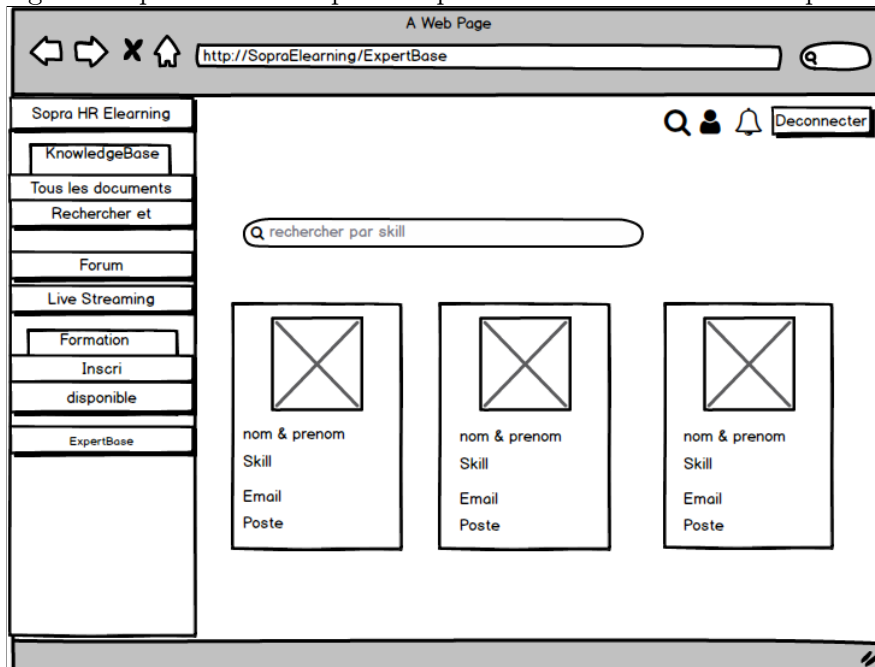 A Web Page
http://SopraElearning/ExpertBase
Sopra HR Elearning
Deconnecter
KnowledgeBase
Tous les documents
Rechercher et
Forum
Live Streaming
Formation
Inscri
disponible
ExpertBase
rechercher par skill
nom & prenom
Skill
Email
Poste
nom & prenom
Skill
Email
Poste
nom & prenom
Skill
Email
Poste